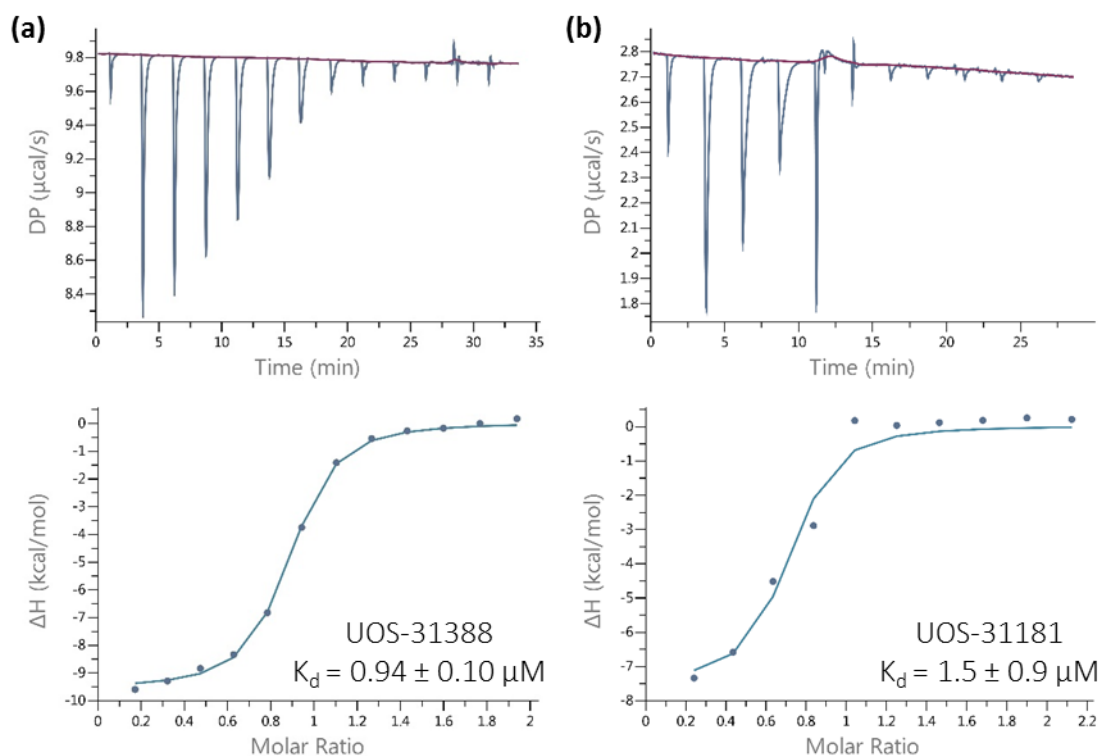 (a)
DP (µcal/s)
9.8
9.6
9.4
9.2
9
8.8
8.6
8.4
0 5 10 15 20 25 30 35
Time (min)
(b)
DP (µcal/s)
2.8
2.7
2.6
2.5
2.4
2.3
2.2
2.1
2
1.9
1.8
0 5 10 15 20 25
Time (min)
ΔH (kcal/mol)
0
-1
-2
-3
-4
-5
-6
-7
-8
-9
-10
UOS-31388
Kd = 0.94 ± 0.10 µM
0 0.2 0.4 0.6 0.8 1 1.2 1.4 1.6 1.8 2
Molar Ratio
ΔH (kcal/mol)
0
-1
-2
-3
-4
-5
-6
-7
-8
UOS-31181
Kd = 1.5 ± 0.9 µM
0 0.2 0.4 0.6 0.8 1 1.2 1.4 1.6 1.8 2 2.2
Molar Ratio